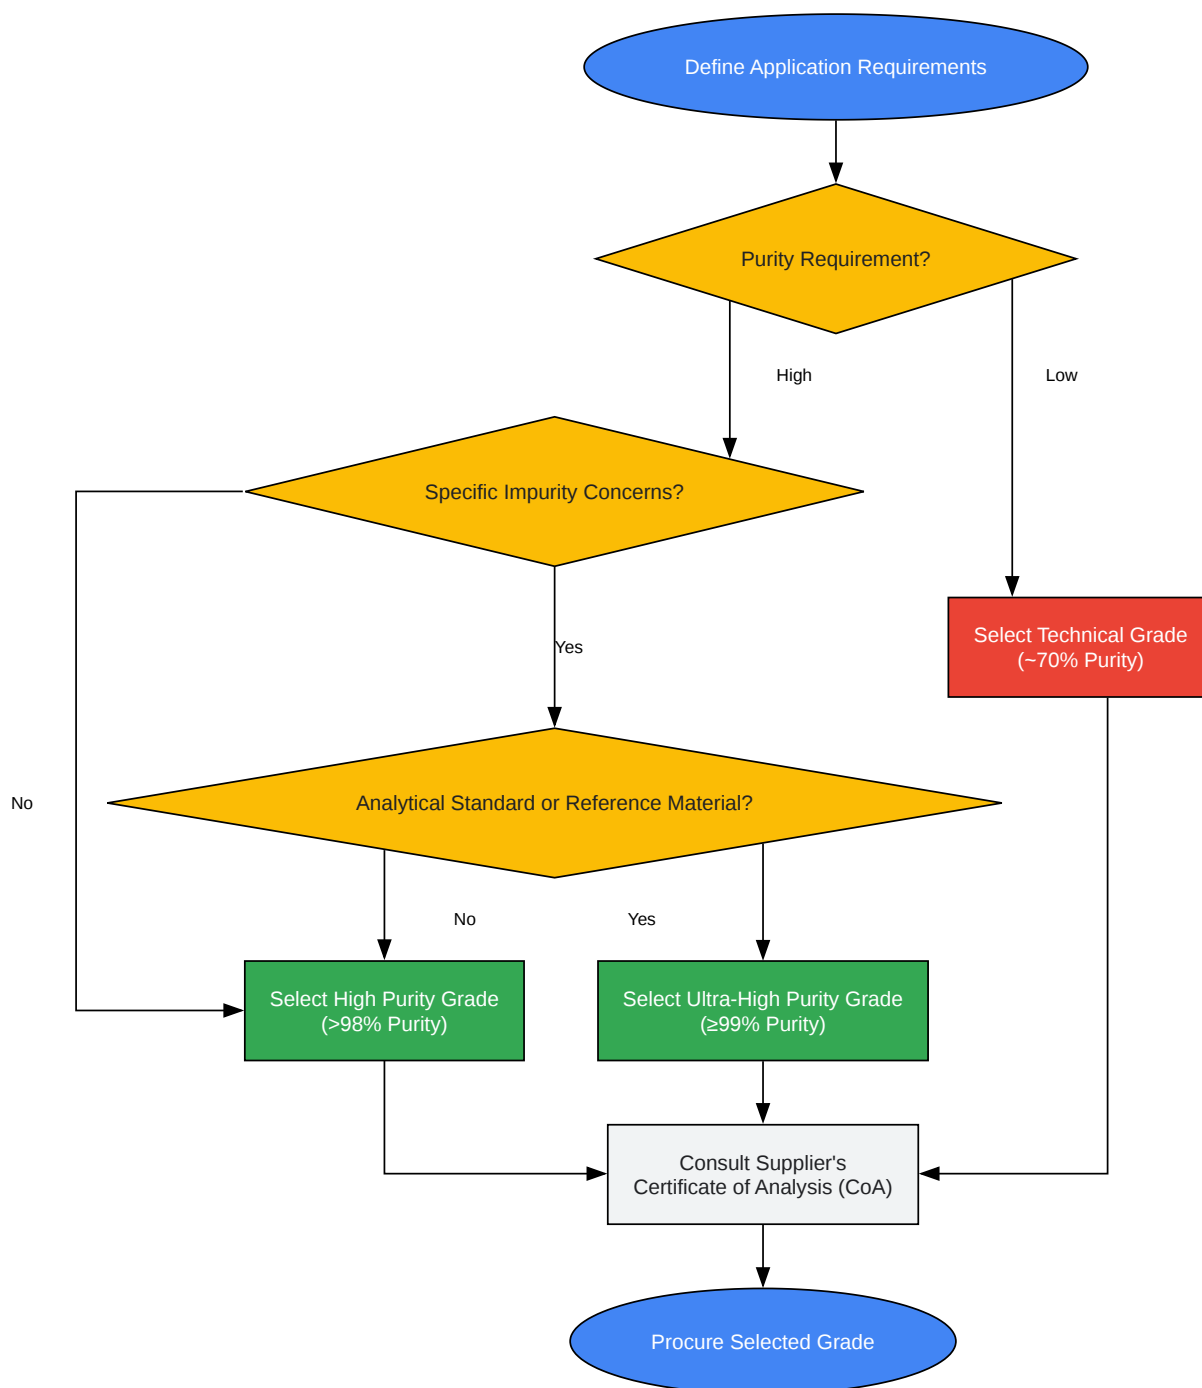 Define Application Requirements
Purity Requirement?
High
Low
Specific Impurity Concerns?
Yes
Select Technical Grade
(~70% Purity)
No
Analytical Standard or Reference Material?
No
Yes
Select High Purity Grade
(>98% Purity)
Select Ultra-High Purity Grade
(≥99% Purity)
Consult Supplier's
Certificate of Analysis (CoA)
Procure Selected Grade